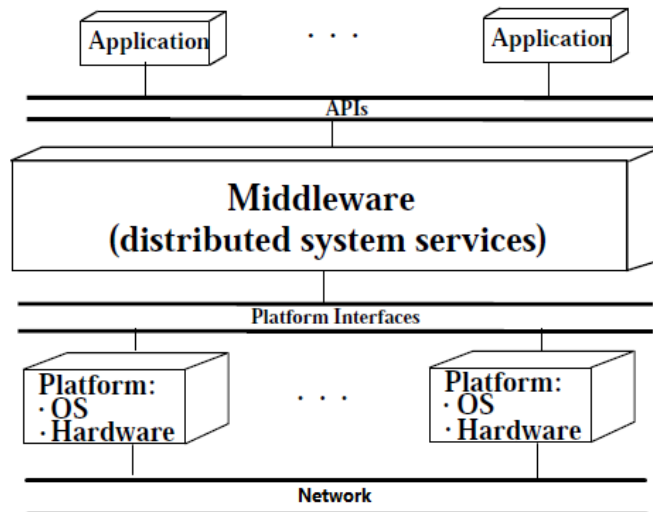 Application . . . Application
APIs
Middleware
(distributed system services)
Platform Interfaces
Platform:
· OS
· Hardware
. . .
Platform:
· OS
· Hardware
Network